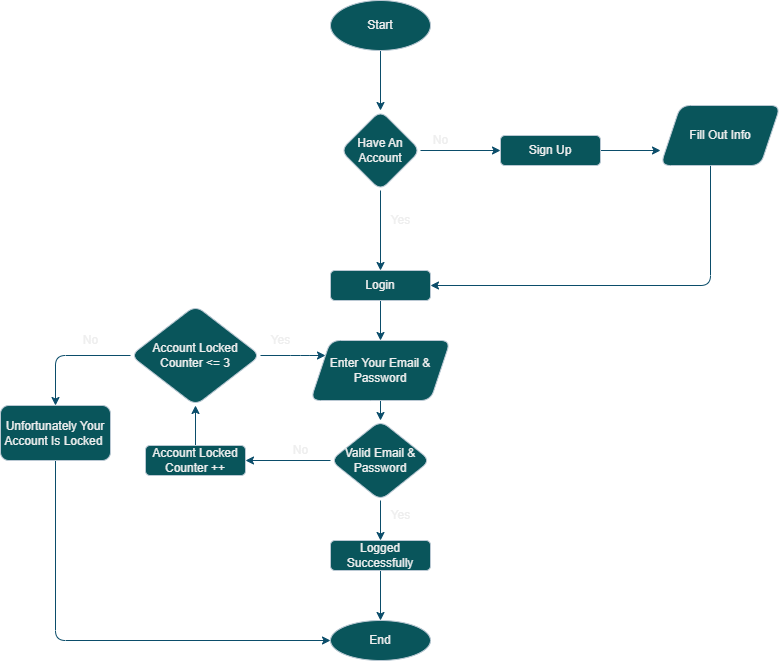 Start
Have An
Account
No
Sign Up
Fill Out Info
Yes
Login
Account Locked
Counter <= 3
No
Yes
Enter Your Email &
Password
Unfortunately Your
Account Is Locked
Account Locked
Counter ++
No
Valid Email &
Password
Yes
Logged
Successfully
End